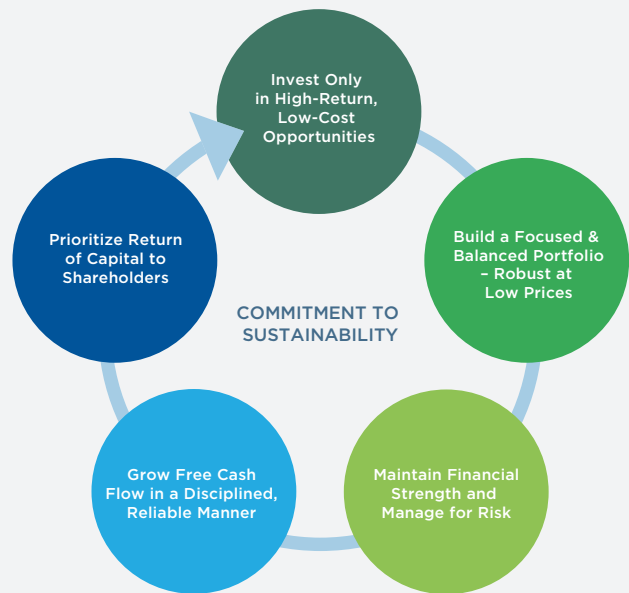 Invest Only
in High-Return,
Low-Cost
Opportunities
Build a Focused &
Balanced Portfolio
– Robust at
Low Prices
Maintain Financial
Strength and
Manage for Risk
Grow Free Cash
Flow in a Disciplined,
Reliable Manner
Prioritize Return
of Capital to
Shareholders
COMMITMENT TO
SUSTAINABILITY